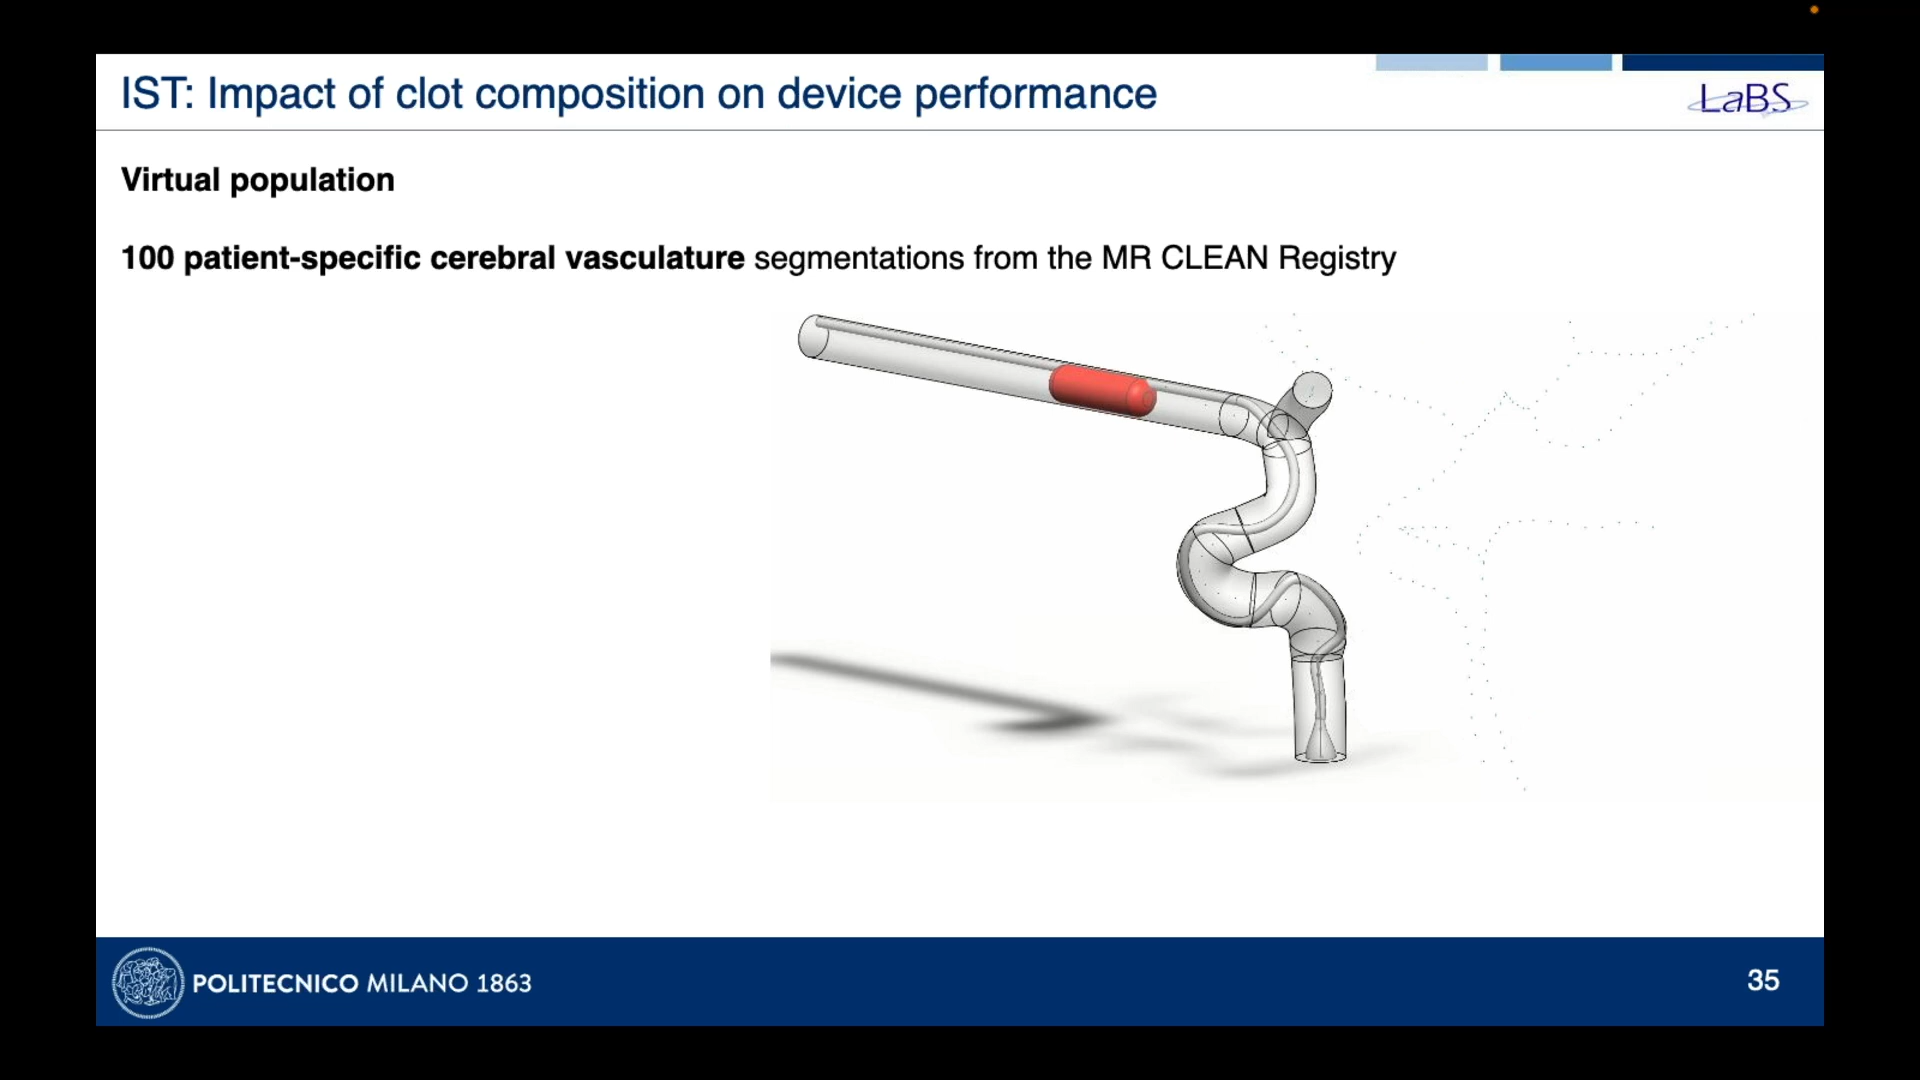 IST: Impact of clot composition on device performance
LaBS
Virtual population
100 patient-specific cerebral vasculature segmentations from the MR CLEAN Registry
POLITECNICO MILANO 1863
35